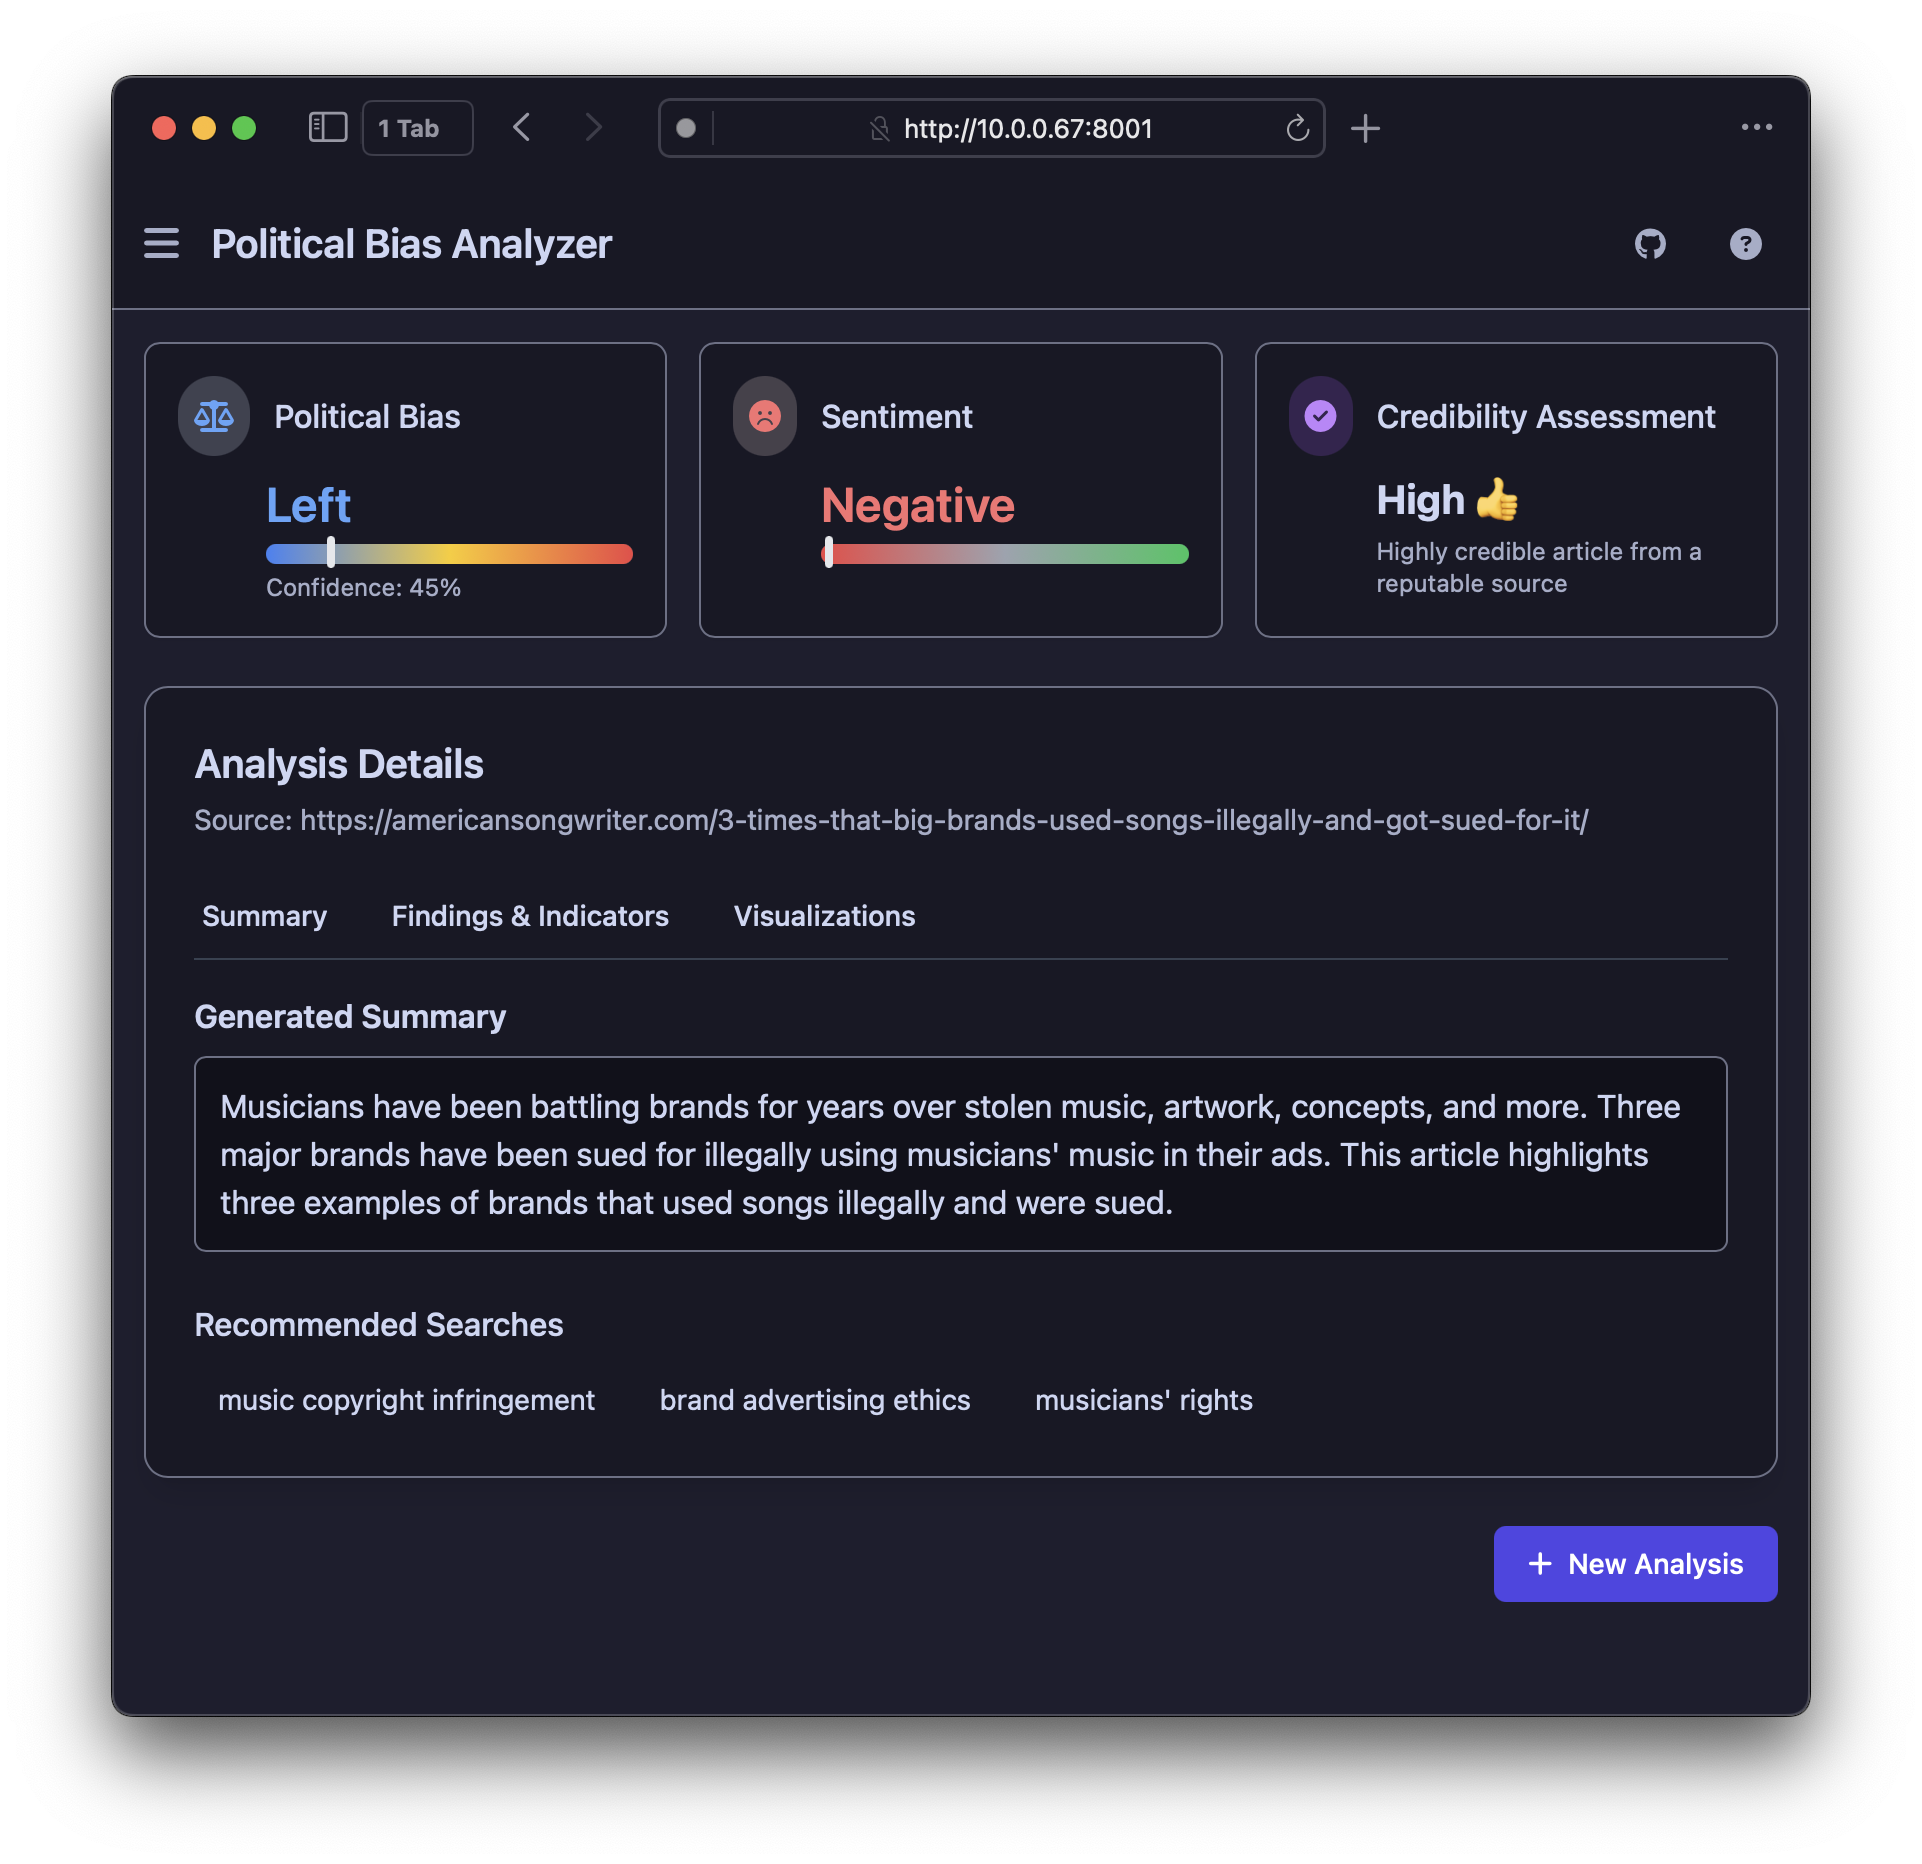 1 Tab
http://10.0.0.67:8001
Political Bias Analyzer
Political Bias
Left
Confidence: 45%
Sentiment
Negative
Credibility Assessment
High 👍
Highly credible article from a
reputable source
Analysis Details
Source: https://americansongwriter.com/3-times-that-big-brands-used-songs-illegally-and-got-sued-for-it/
Summary
Findings & Indicators
Visualizations
Generated Summary
Musicians have been battling brands for years over stolen music, artwork, concepts, and more. Three
major brands have been sued for illegally using musicians' music in their ads. This article highlights
three examples of brands that used songs illegally and were sued.
Recommended Searches
music copyright infringement
brand advertising ethics
musicians' rights
+ New Analysis